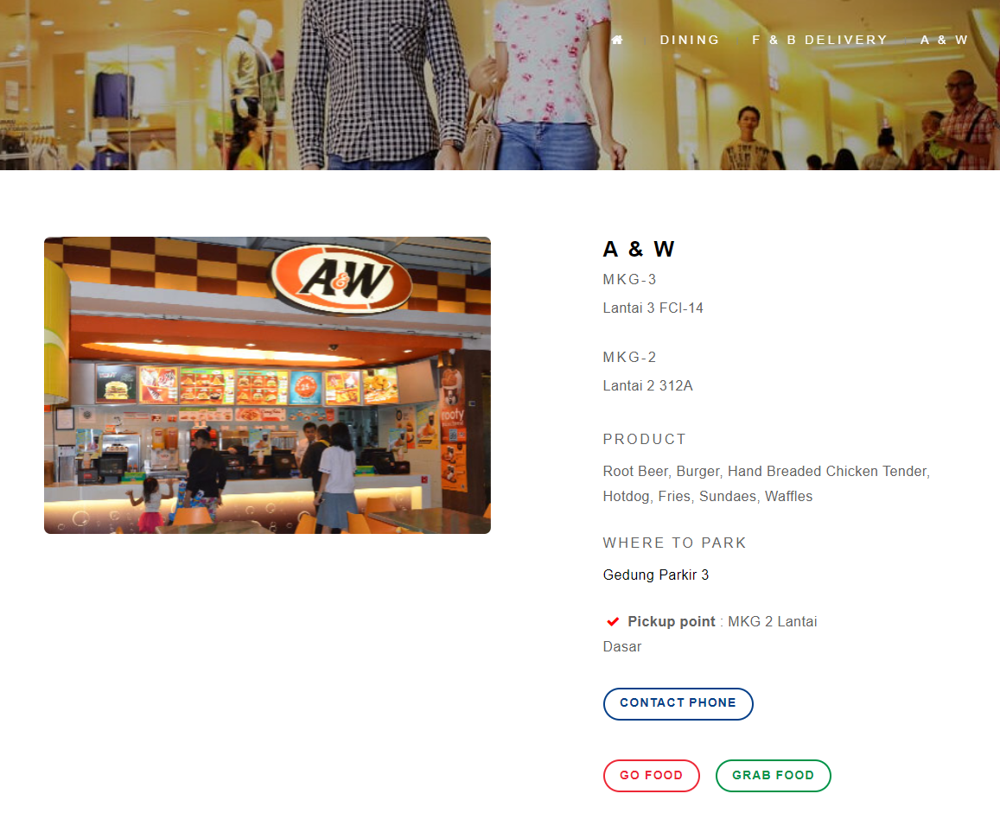 DINING
F & B DELIVERY
A & W
A&W
rooty
A & W
MKG-3
Lantai 3 FCI-14
MKG-2
Lantai 2 312A
PRODUCT
Root Beer, Burger, Hand Breaded Chicken Tender,
Hotdog, Fries, Sundaes, Waffles
WHERE TO PARK
Gedung Parkir 3
Pickup point : MKG 2 Lantai
Dasar
CONTACT PHONE
GO FOOD
GRAB FOOD